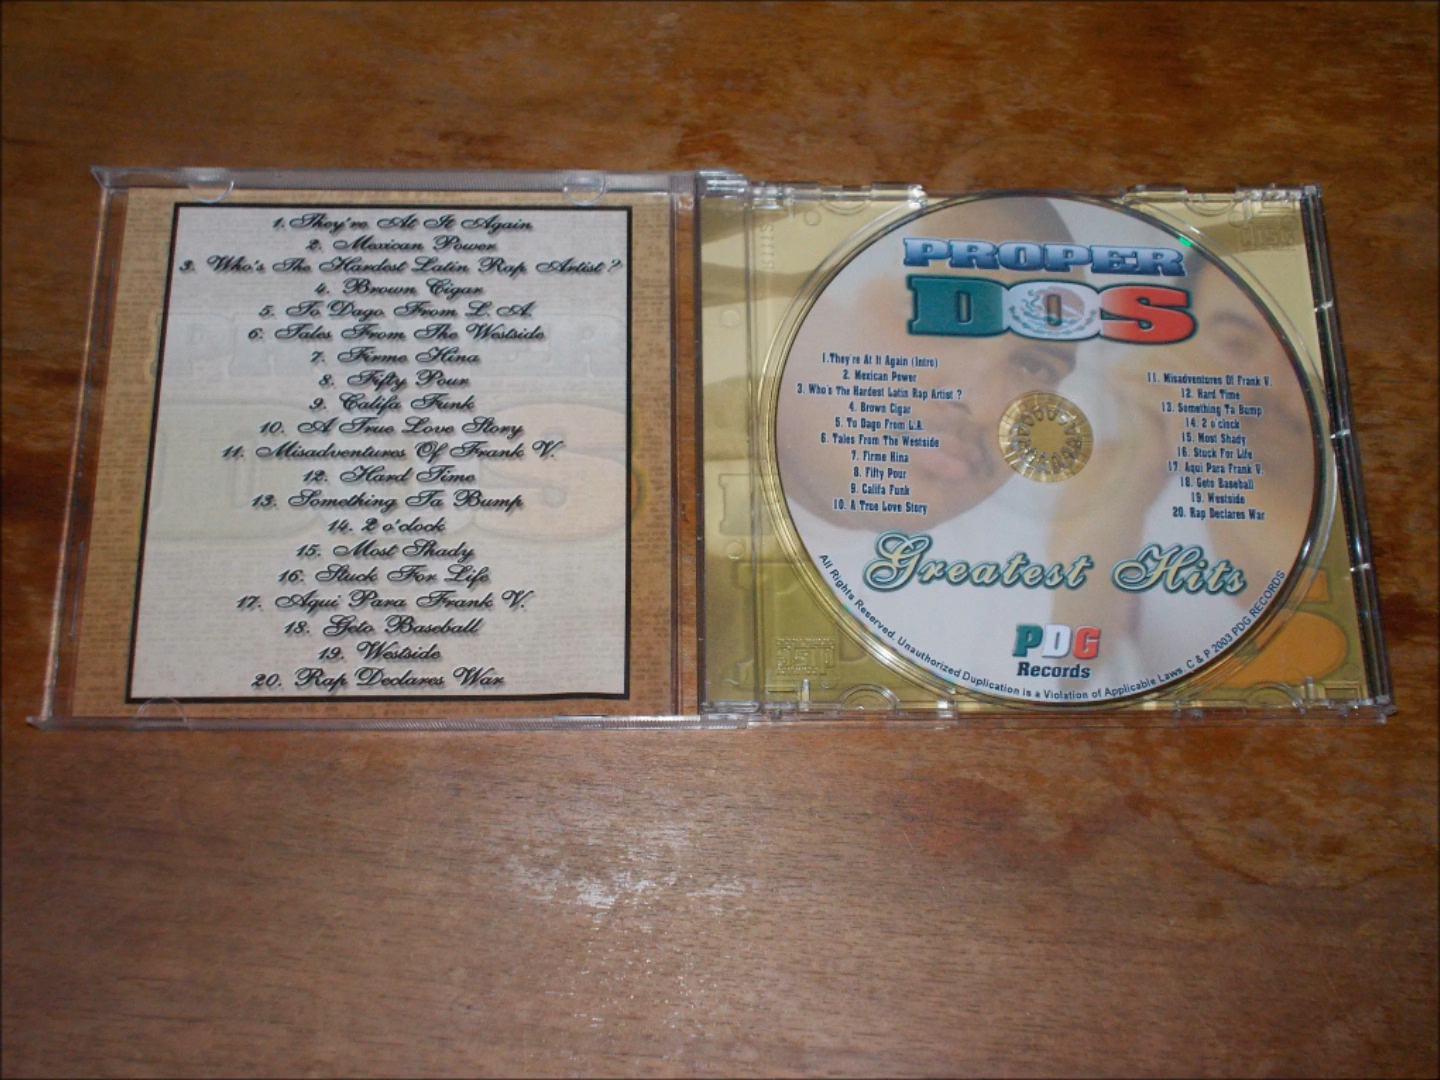 1. They're At It Again
2. Mexican Power
3. Who's The Hardest Latin Rap Artist ?
4. Brown Cigar
5. To Dago From L.A.
6. Tales From The Westside
7. Firme Hina
8. Fifty Pour
9. Califa Funk
10. A True Love Story
11. Misadventures Of Frank V.
12. Hard Time
13. Something Ta Bump
14. 2 o'clock
15. Most Shady
16. Stuck For Life
17. Aqui Para Frank V.
18. Geto Baseball
19. Westside
20. Rap Declares War
PROPER
DOS
1.They're At It Again (Intro)
2. Mexican Power
3. Who's The Hardest Latin Rap Artist ?
4. Brown Cigar
5. To Dago From L.A.
6. Tales From The Westside
7. Firme Hina
8. Fifty Pour
9. Califa Funk
10. A True Love Story
11. Misadventures Of Frank V.
12. Hard Time
13. Something Ta Bump
14. 2 o'clock
15. Most Shady
16. Stuck For Life
17. Aqui Para Frank V.
18. Geto Baseball
19. Westside
20. Rap Declares War
Greatest Hits
PDG
Records
All Rights Reserved. Unauthorized Duplication is a Violation of Applicable Laws. C & P 2003 PDG RECORDS